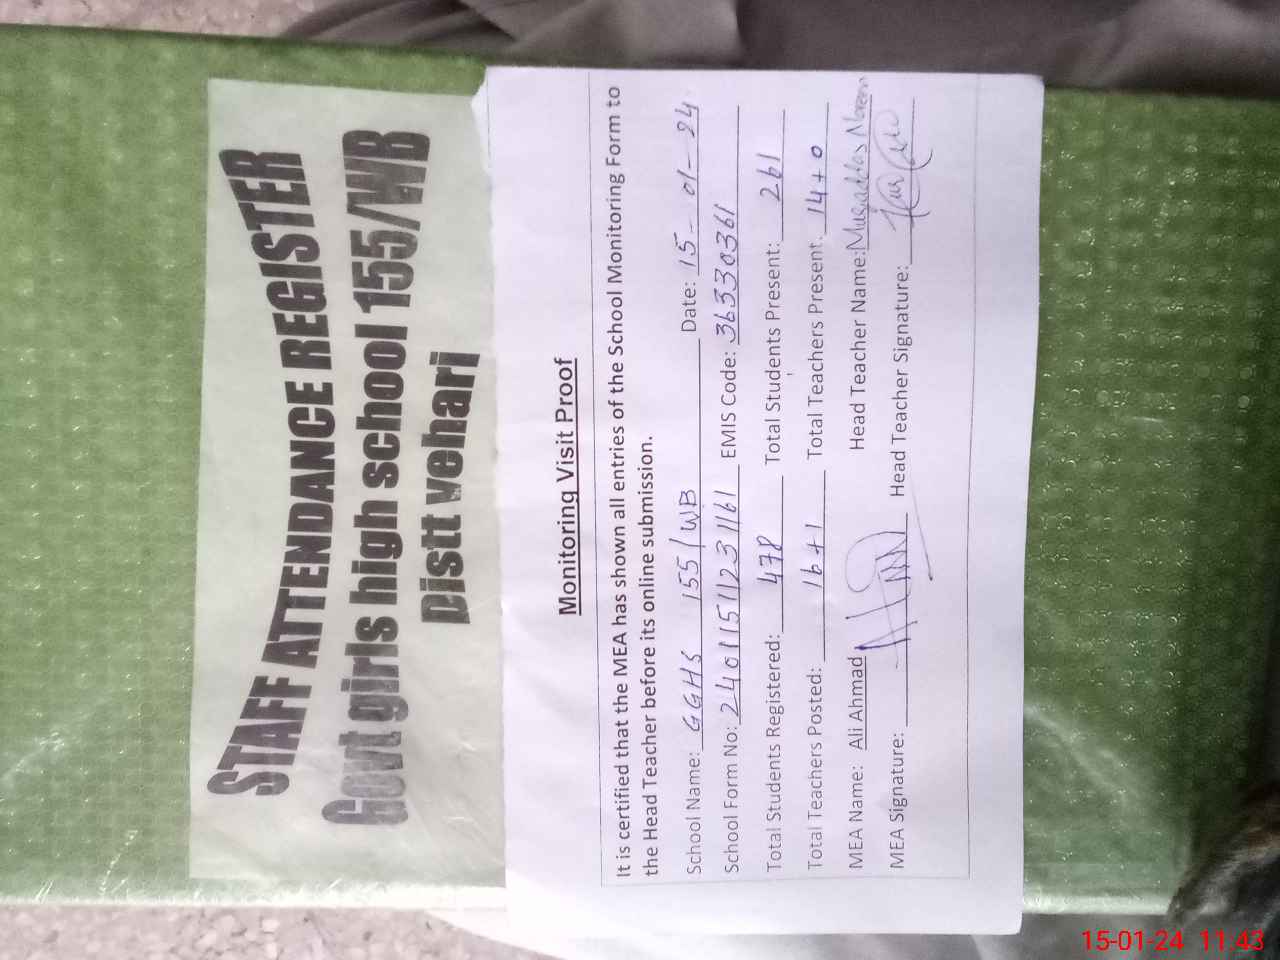 STAFF ATTENDANCE REGISTER
Govt girls high school 155/WB
Distt vehari
Monitoring Visit Proof
It is certified that the MEA has shown all entries of the School Monitoring Form to
the Head Teacher before its online submission.
School Name: GGHS 155/WB Date: 15-01-24
School Form No: 24011511231161 EMIS Code: 36330361
Total Students Registered: 478 Total Students Present: 261
Total Teachers Posted: 16+1 Total Teachers Present. 14+0
MEA Name: Ali Ahmad Head Teacher Name: Muqaddas Noreen
MEA Signature: Head Teacher Signature:
15-01-24 11:43